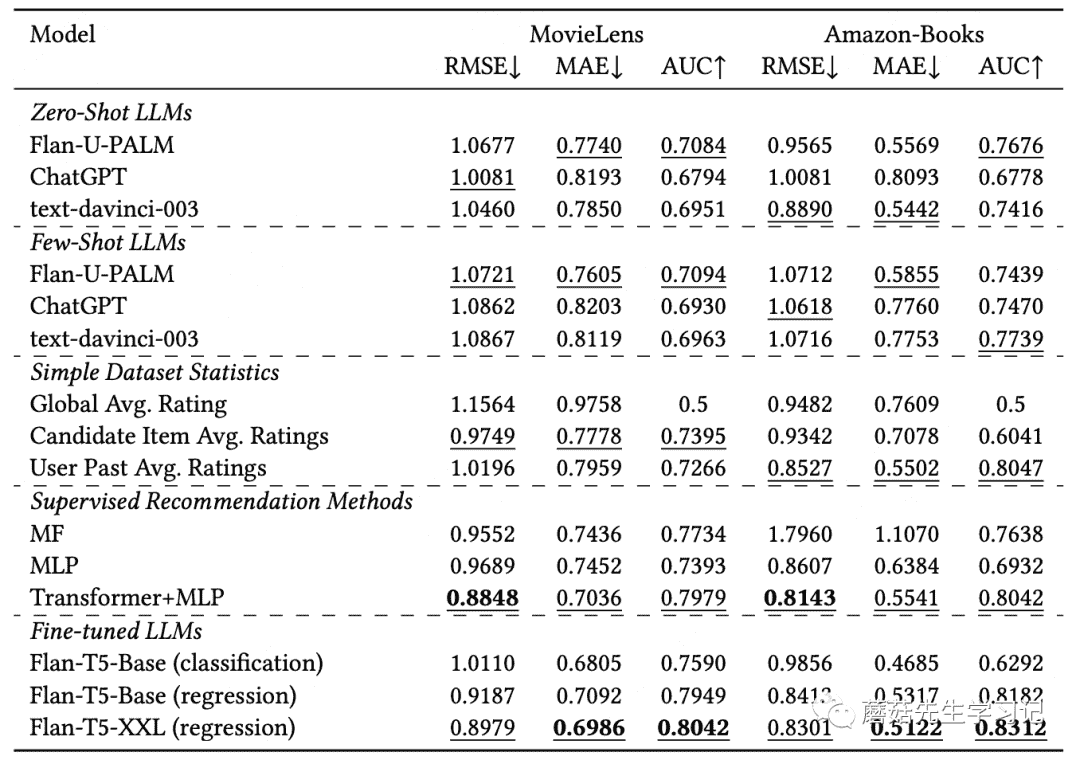 Model MovieLens Amazon-Books
RMSE↓ MAE↓ AUC↑ RMSE↓ MAE↓ AUC↑
Zero-Shot LLMs
Flan-U-PALM 1.0677 0.7740 0.7084 0.9565 0.5569 0.7676
ChatGPT 1.0081 0.8193 0.6794 1.0081 0.8093 0.6778
text-davinci-003 1.0460 0.7850 0.6951 0.8890 0.5442 0.7416
Few-Shot LLMs
Flan-U-PALM 1.0721 0.7605 0.7094 1.0712 0.5855 0.7439
ChatGPT 1.0862 0.8203 0.6930 1.0618 0.7760 0.7470
text-davinci-003 1.0867 0.8119 0.6963 1.0716 0.7753 0.7739
Simple Dataset Statistics
Global Avg. Rating 1.1564 0.9758 0.5 0.9482 0.7609 0.5
Candidate Item Avg. Ratings 0.9749 0.7778 0.7395 0.9342 0.7078 0.6041
User Past Avg. Ratings 1.0196 0.7959 0.7266 0.8527 0.5502 0.8047
Supervised Recommendation Methods
MF 0.9552 0.7436 0.7734 1.7960 1.1070 0.7638
MLP 0.9689 0.7452 0.7393 0.8607 0.6384 0.6932
Transformer+MLP 0.8848 0.7036 0.7979 0.8143 0.5541 0.8042
Fine-tuned LLMs
Flan-T5-Base (classification) 1.0110 0.6805 0.7590 0.9856 0.4685 0.6292
Flan-T5-Base (regression) 0.9187 0.7092 0.7949 0.5317 0.8182
Flan-T5-XXL (regression) 0.8979 0.6986 0.8042 0.8301 0.5122 0.8312
蘑菇先生学习记